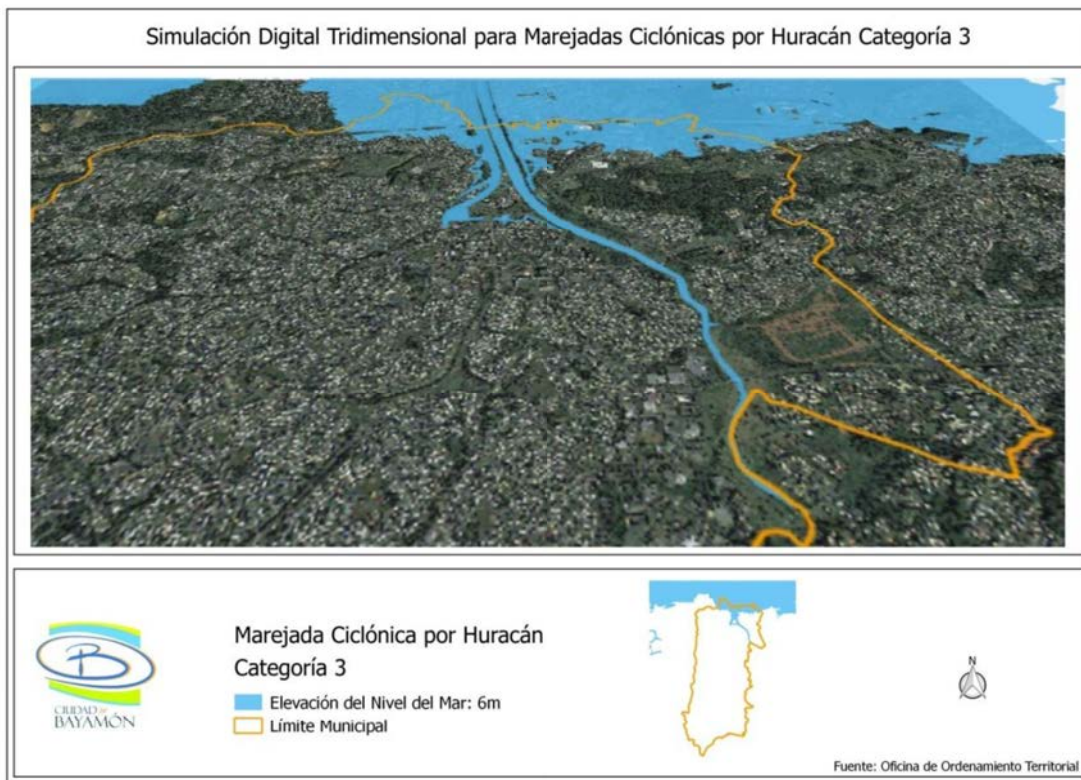 Simulación Digital Tridimensional para Marejadas Ciclónicas por Huracán Categoría 3
Marejada Ciclónica por Huracán
Categoría 3
Elevación del Nivel del Mar: 6m
Límite Municipal
B
CIUDAD de
BAYAMÓN
N
Fuente: Oficina de Ordenamiento Territorial